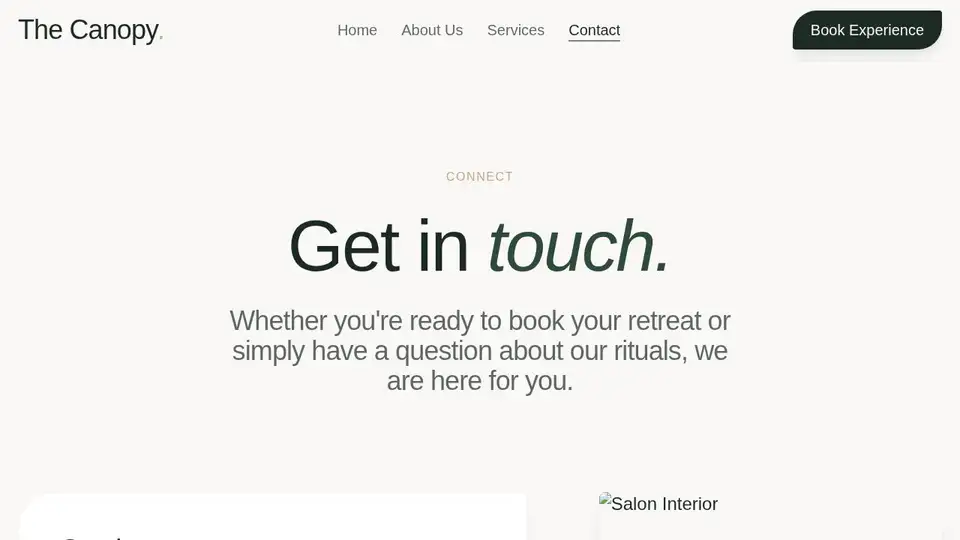 The Canopy.
Home
About Us
Services
Contact
Book Experience
CONNECT
Get in touch.
Whether you're ready to book your retreat or
simply have a question about our rituals, we
are here for you.
Salon Interior